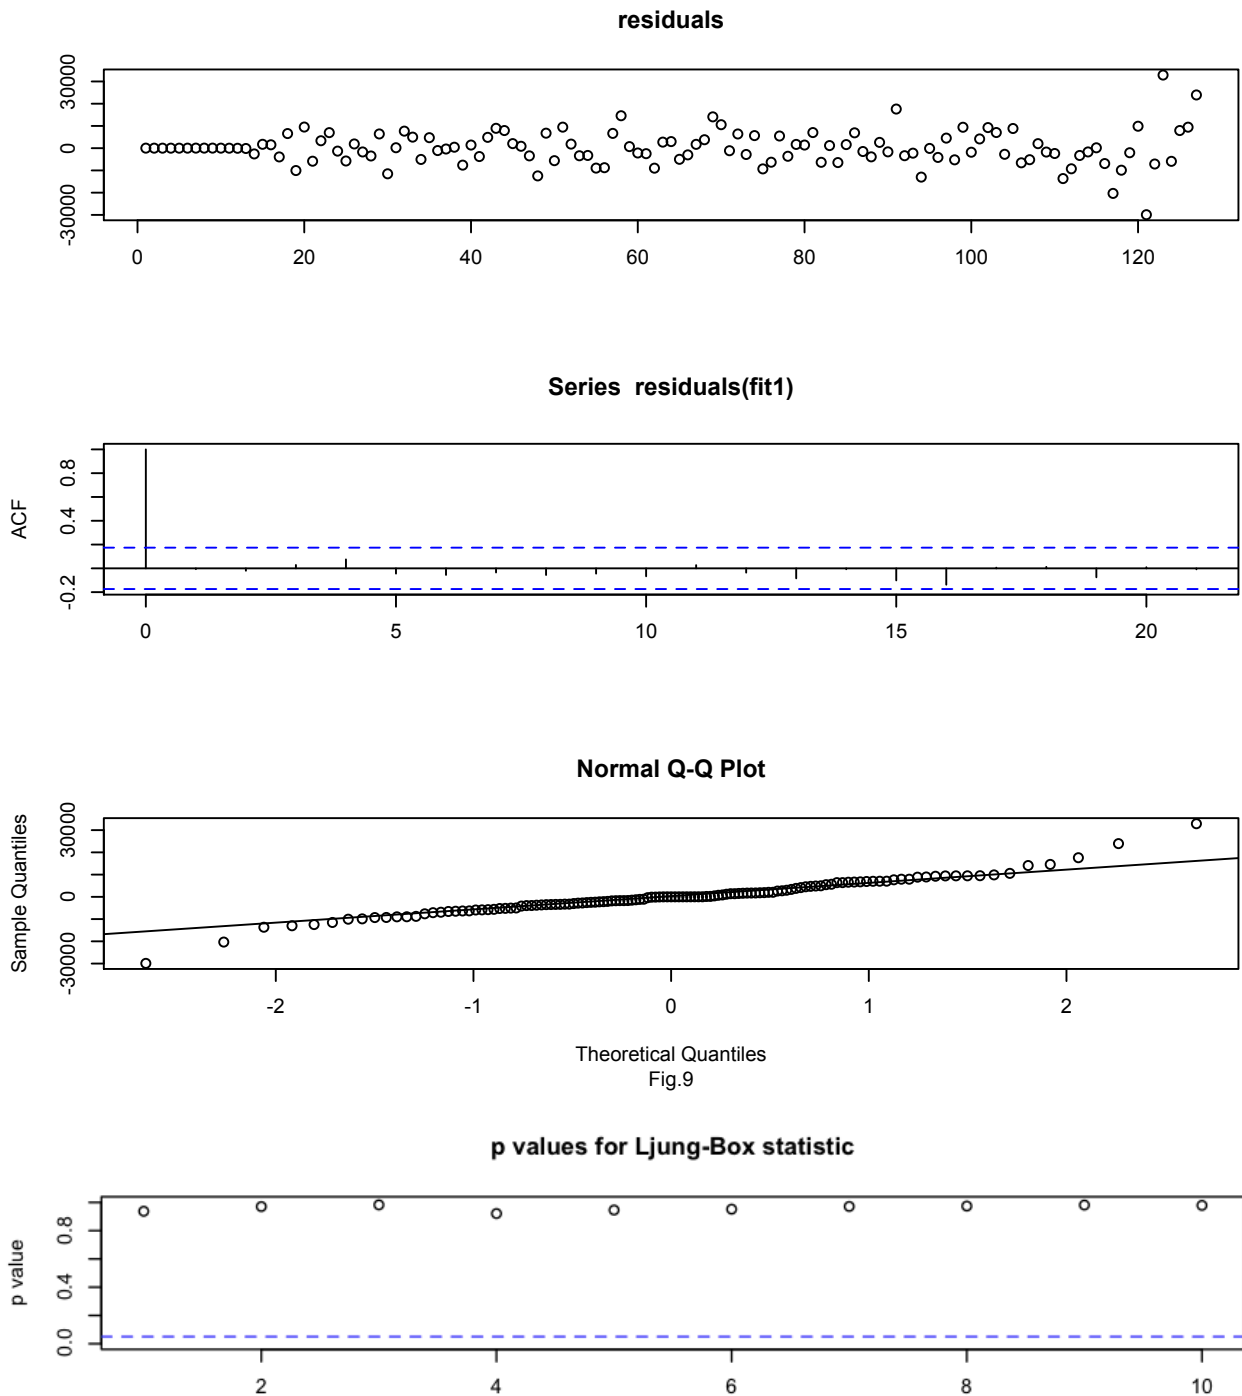 residuals
30000
0
-30000
0 20 40 60 80 100 120
Series residuals(fit1)
ACF
0.8
0.4
-0.2
0 5 10 15 20
Normal Q-Q Plot
Sample Quantiles
30000
0
-30000
-2 -1 0 1 2
Theoretical Quantiles
Fig.9
p values for Ljung-Box statistic
p value
0.8
0.4
0.0
2 4 6 8 10